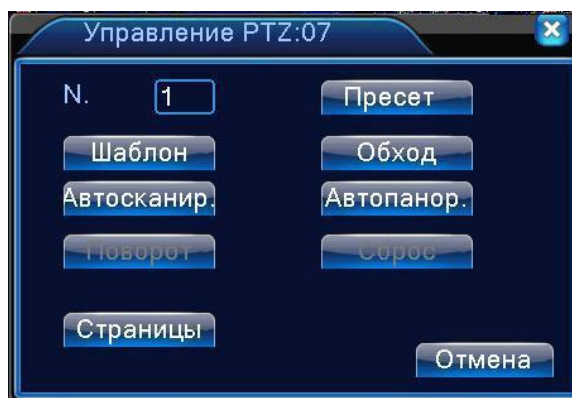 Управление PTZ:07
N. 1 Пресет
Шаблон Обход
Автосканир. Автопанор.
Поворот Сброс
Страницы
Отмена